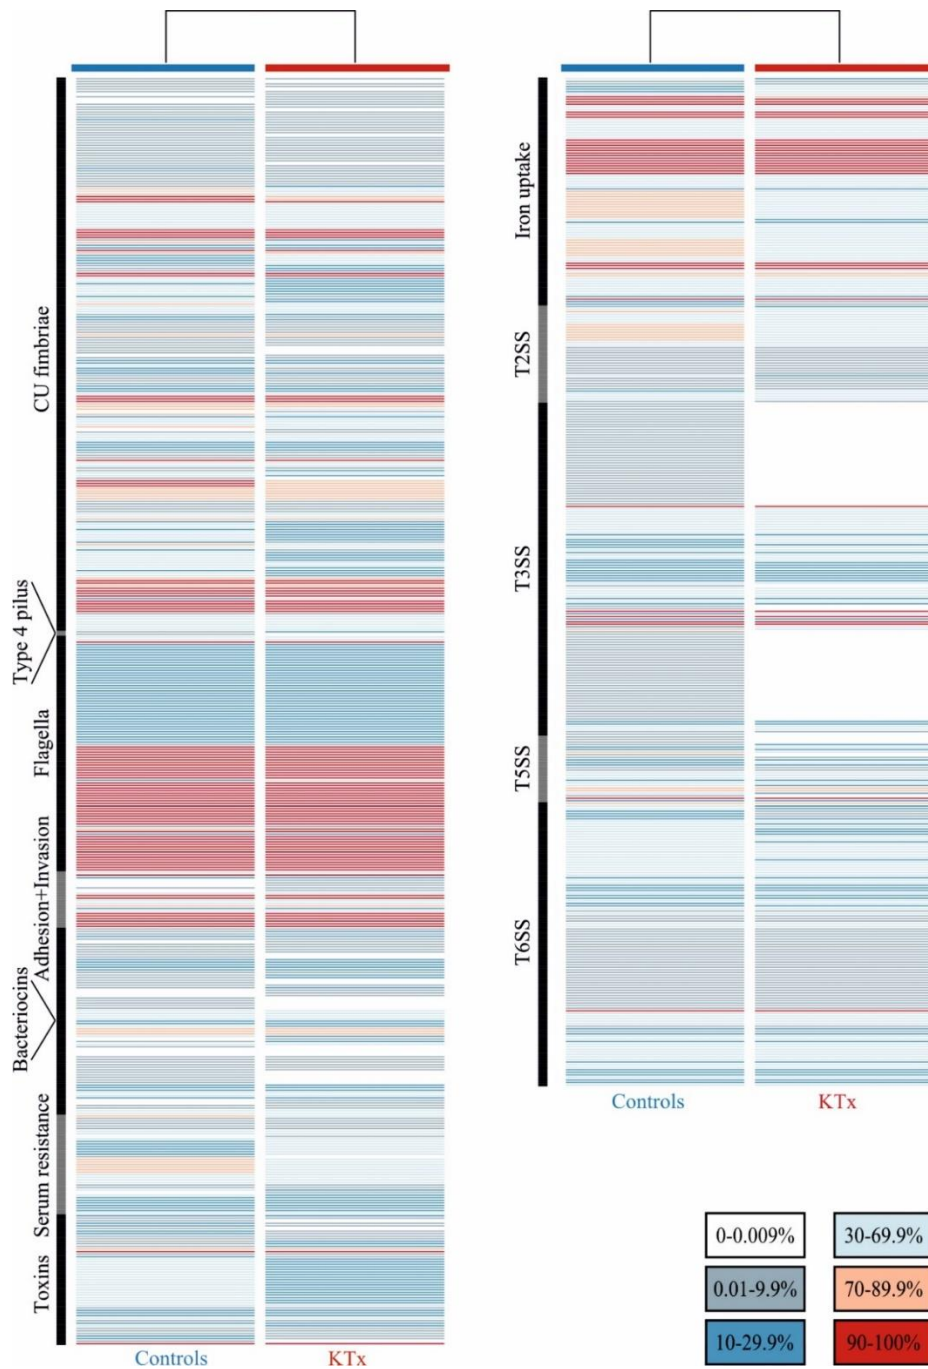 CU fimbriae
Type 4 pilus
Flagella
Adhesion+Invasion
Bacteriocins
Serum resistance
Toxins
Controls
KTx
Iron uptake
T2SS
T3SS
T5SS
T6SS
Controls
KTx
0-0.009%
30-69.9%
0.01-9.9%
70-89.9%
10-29.9%
90-100%